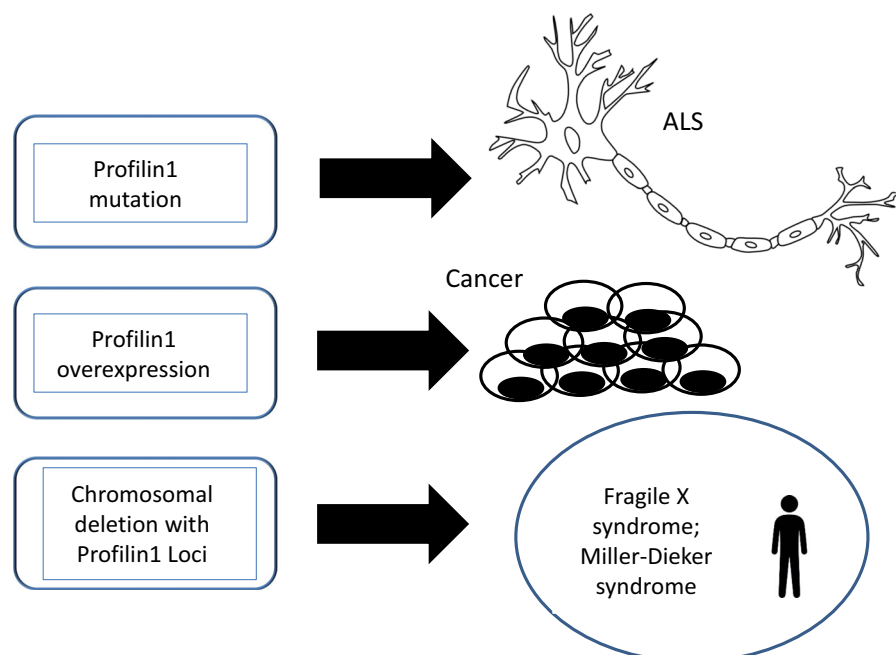 Profilin1
mutation
ALS
Profilin1
overexpression
Cancer
Chromosomal
deletion with
Profilin1 Loci
Fragile X
syndrome;
Miller-Dieker
syndrome